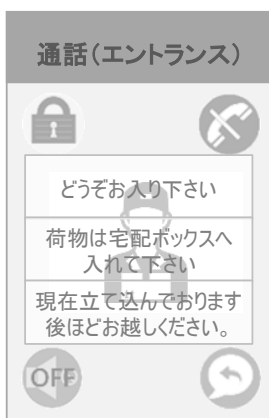 通話（エントランス）
どうぞお入り下さい
荷物は宅配ボックスへ
入れて下さい
現在立て込んでおります
後ほどお越しください。
OFF